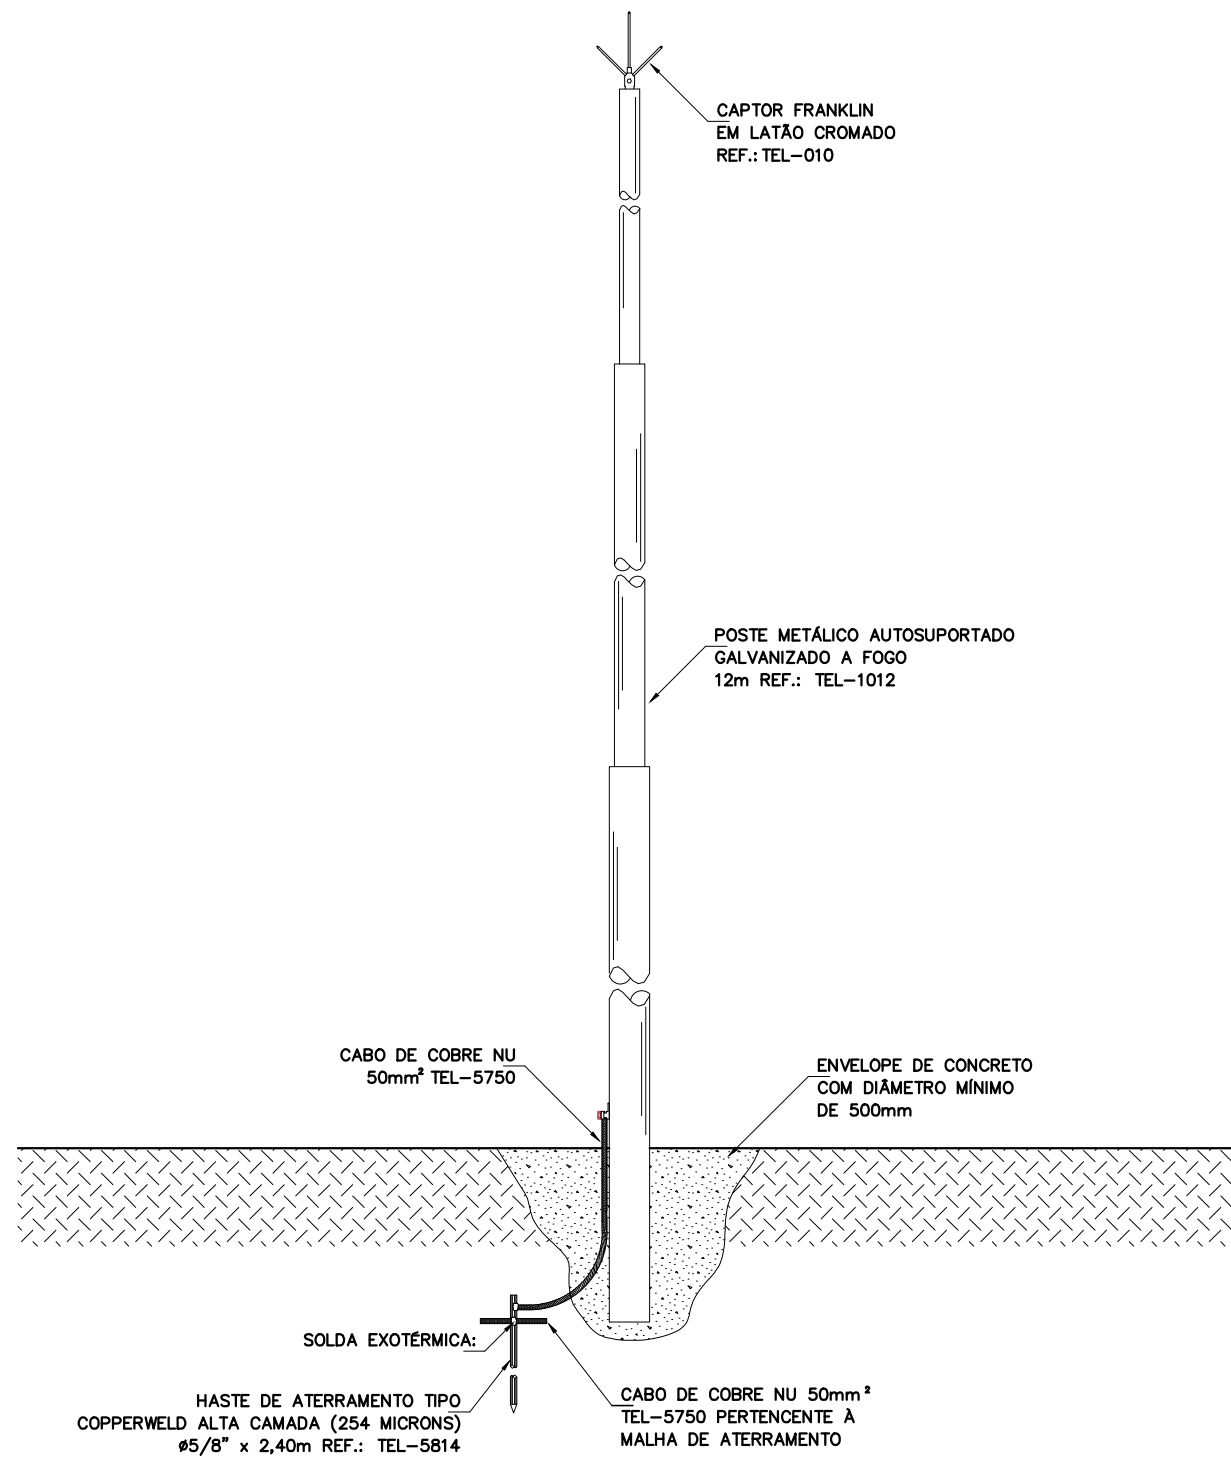 CAPTOR FRANKLIN
EM LATÃO CROMADO
REF.: TEL-010
POSTE METÁLICO AUTOSUPORTADO
GALVANIZADO A FOGO
12m REF.: TEL-1012
CABO DE COBRE NU
50mm² TEL-5750
ENVELOPE DE CONCRETO
COM DIÂMETRO MÍNIMO
DE 500mm
SOLDA EXOTÉRMICA:
HASTE DE ATERRAMENTO TIPO
COPPERWELD ALTA CAMADA (254 MICRONS)
ø5/8" x 2,40m REF.: TEL-5814
CABO DE COBRE NU 50mm²
TEL-5750 PERTENCENTE À
MALHA DE ATERRAMENTO